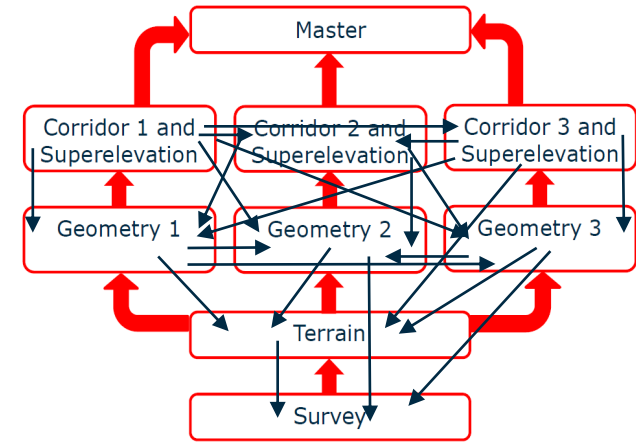 Master
Corridor 1 and
Superelevation
Corridor 2 and
Superelevation
Corridor 3 and
Superelevation
Geometry 1
Geometry 2
Geometry 3
Terrain
Survey